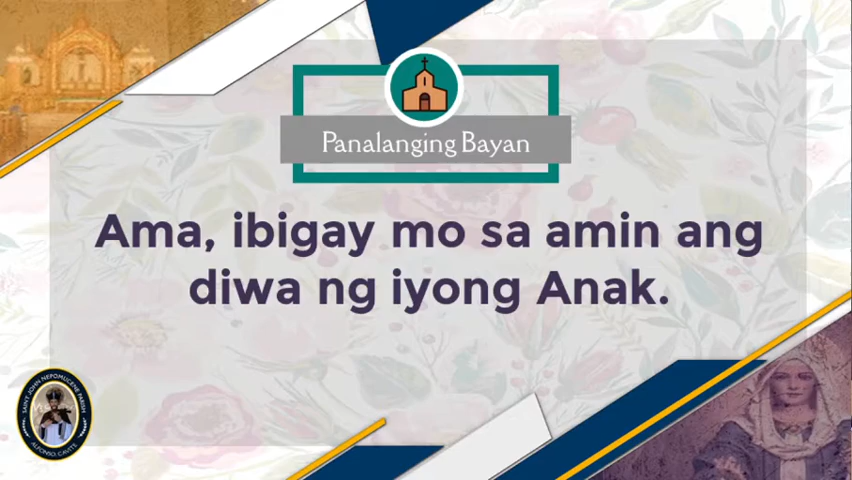 Panalanging Bayan
Ama, ibigay mo sa amin ang
diwa ng iyong Anak.
SAINT JOHN NEPOMUCENE PARISH
ALFONSO, CAVITE